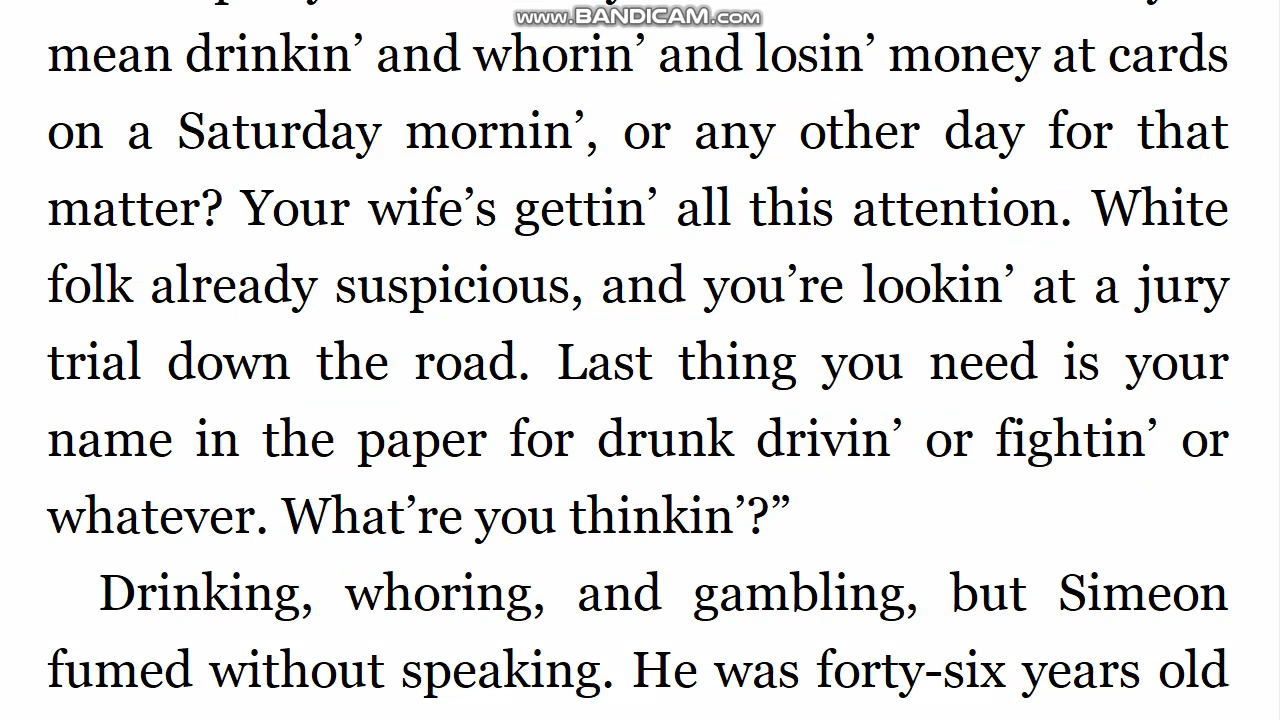 www.BANDICAM.com
mean drinkin’ and whorin’ and losin’ money at cards
on a Saturday mornin’, or any other day for that
matter? Your wife’s gettin’ all this attention. White
folk already suspicious, and you’re lookin’ at a jury
trial down the road. Last thing you need is your
name in the paper for drunk drivin’ or fightin’ or
whatever. What’re you thinkin’?”
Drinking, whoring, and gambling, but Simeon
fumed without speaking. He was forty-six years old